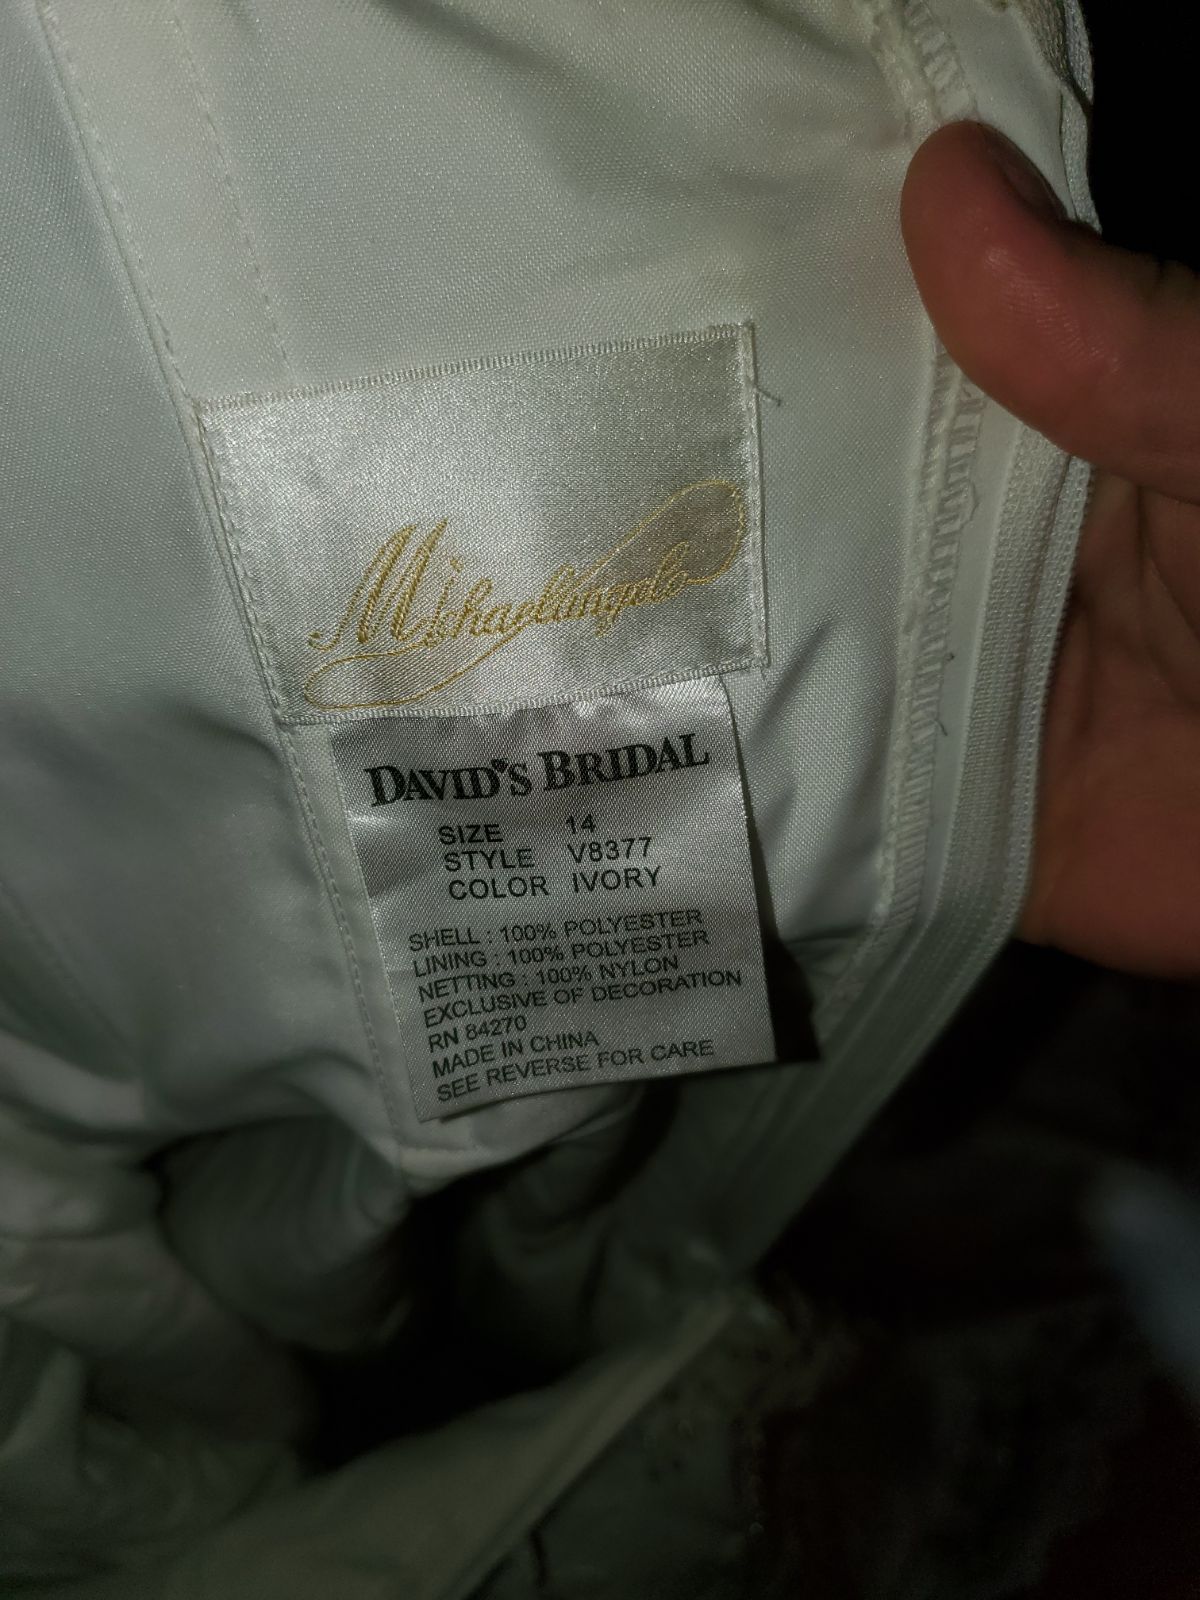 Michaelangelo
DAVID'S BRIDAL
SIZE 14
STYLE V8377
COLOR IVORY
SHELL : 100% POLYESTER
LINING : 100% POLYESTER
NETTING : 100% NYLON
EXCLUSIVE OF DECORATION
RN 84270
MADE IN CHINA
SEE REVERSE FOR CARE